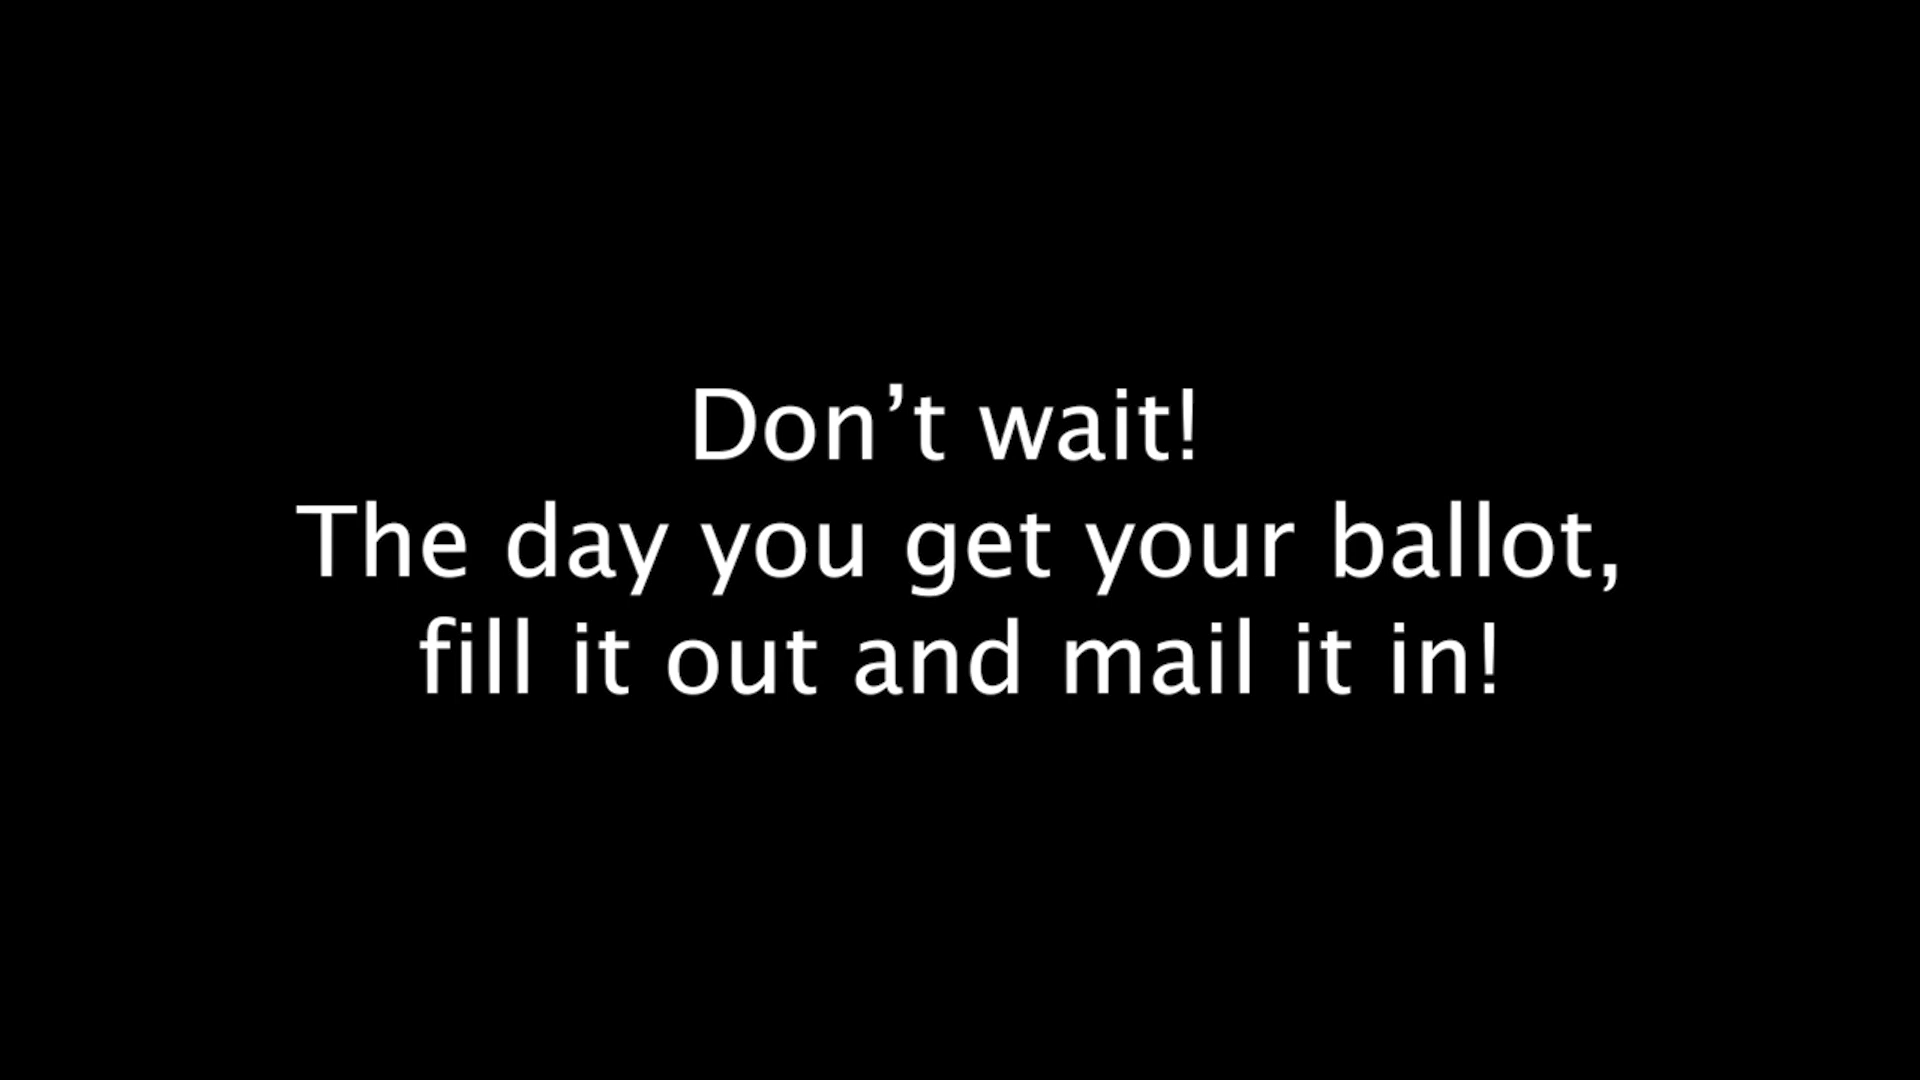 Don’t wait!
The day you get your ballot,
fill it out and mail it in!